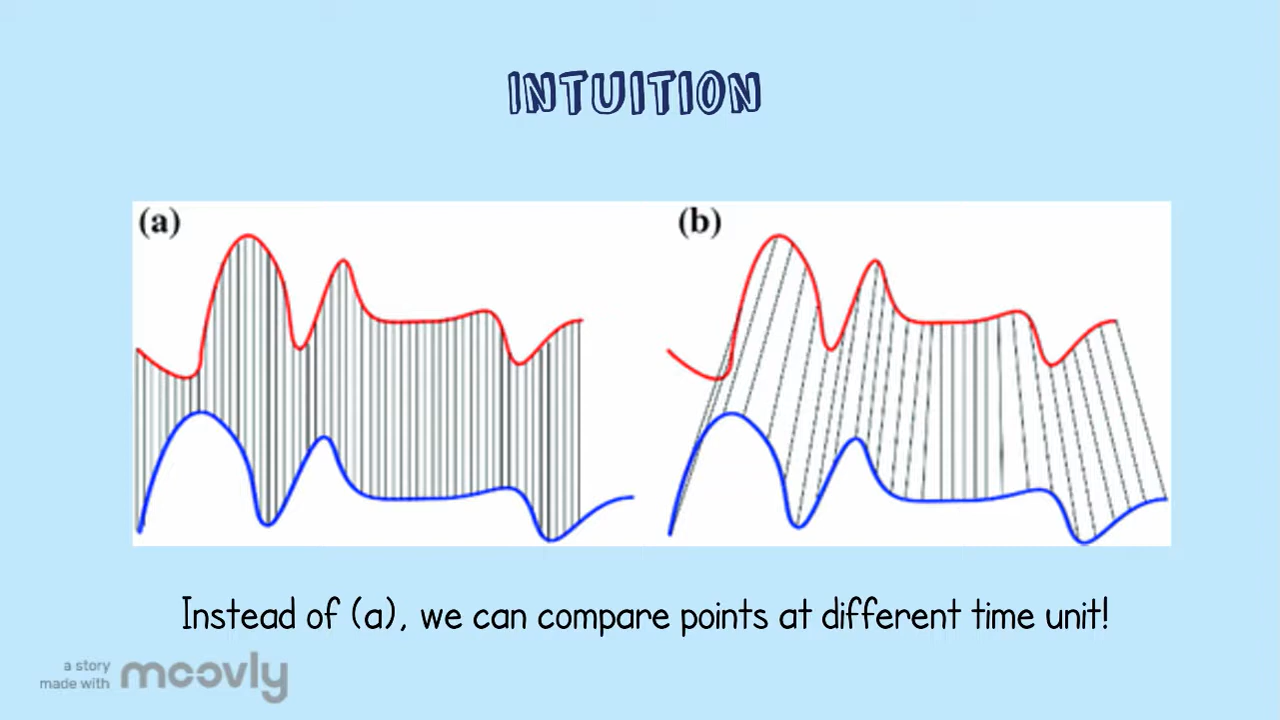 INTUITION
(a)
(b)
Instead of (a), we can compare points at different time unit!
a story
made with
moovly